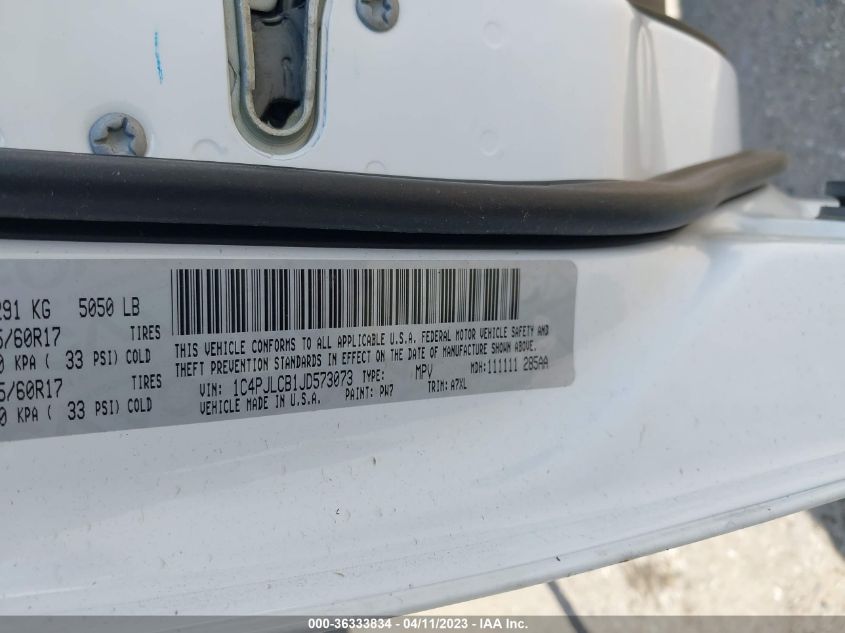 291 KG 5050 LB
5/60R17 TIRES
0 KPA ( 33 PSI) COLD
5/60R17 TIRES
0 KPA ( 33 PSI) COLD
THIS VEHICLE CONFORMS TO ALL APPLICABLE U.S.A. FEDERAL MOTOR VEHICLE SAFETY AND
THEFT PREVENTION STANDARDS IN EFFECT ON THE DATE OF MANUFACTURE SHOWN ABOVE.
VIN: 1C4PJLCB1JD573073 TYPE: MPV MDH:111111 285AA
VEHICLE MADE IN U.S.A. PAINT: PW7 TRIM: A7XL
000-36333834 - 04/11/2023 - IAA Inc.